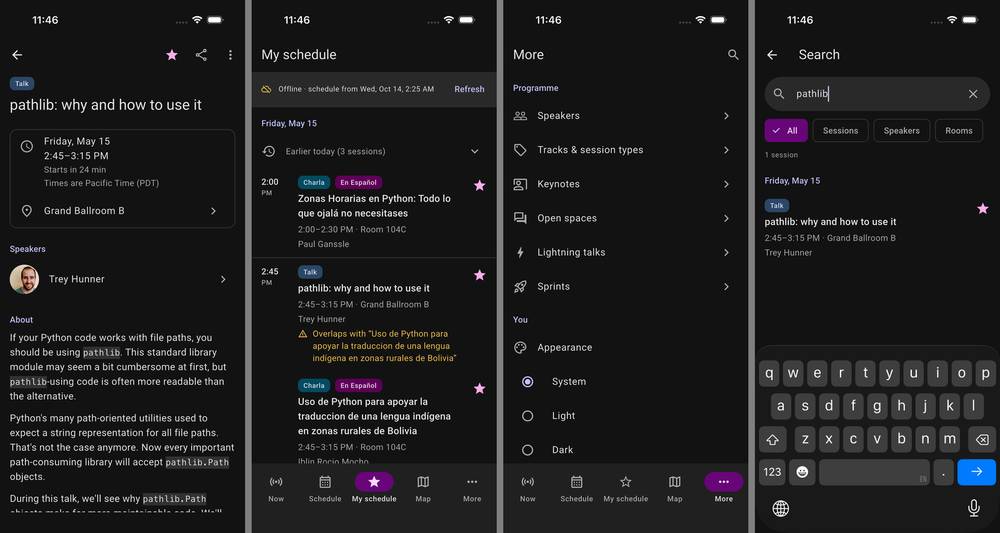 11:46
Talk
pathlib: why and how to use it
Friday, May 15
2:45–3:15 PM
Starts in 24 min
Times are Pacific Time (PDT)
Grand Ballroom B
Speakers
Trey Hunner
About
If your Python code works with file paths, you
should be using pathlib. This standard library
module may seem a bit cumbersome at first, but
pathlib-using code is often more readable than
the alternative.
Python's many path-oriented utilities used to
expect a string representation for all file paths.
That's not the case anymore. Now every important
path-consuming library will accept pathlib.Path
objects.
During this talk, we'll see why pathlib.Path
11:46
My schedule
Offline · schedule from Wed, Oct 14, 2:25 AM
Refresh
Friday, May 15
Earlier today (3 sessions)
2:00
PM
Charla
En Español
Zonas Horarias en Python: Todo lo
que ojalá no necesitases
2:00–2:30 PM · Room 104C
Paul Ganssle
2:45
PM
Talk
pathlib: why and how to use it
2:45–3:15 PM · Grand Ballroom B
Trey Hunner
Overlaps with “Uso de Python para
apoyar la traduccion de una lengua
indígena en zonas rurales de Bolivia”
Charla
En Español
Uso de Python para apoyar la
traduccion de una lengua indígena
en zonas rurales de Bolivia
2:45–3:15 PM · Room 104C
Iblin Rocio Mocho
Now
Schedule
My schedule
Map
More
11:46
More
Programme
Speakers
Tracks & session types
Keynotes
Open spaces
Lightning talks
Sprints
You
Appearance
System
Light
Dark
Now
Schedule
My schedule
Map
More
11:46
Search
pathlib
All
Sessions
Speakers
Rooms
1 session
Friday, May 15
Talk
pathlib: why and how to use it
2:45–3:15 PM · Grand Ballroom B
Trey Hunner
q w e r t y u i o p
a s d f g h j k l
z x c v b n m
123
EN
.